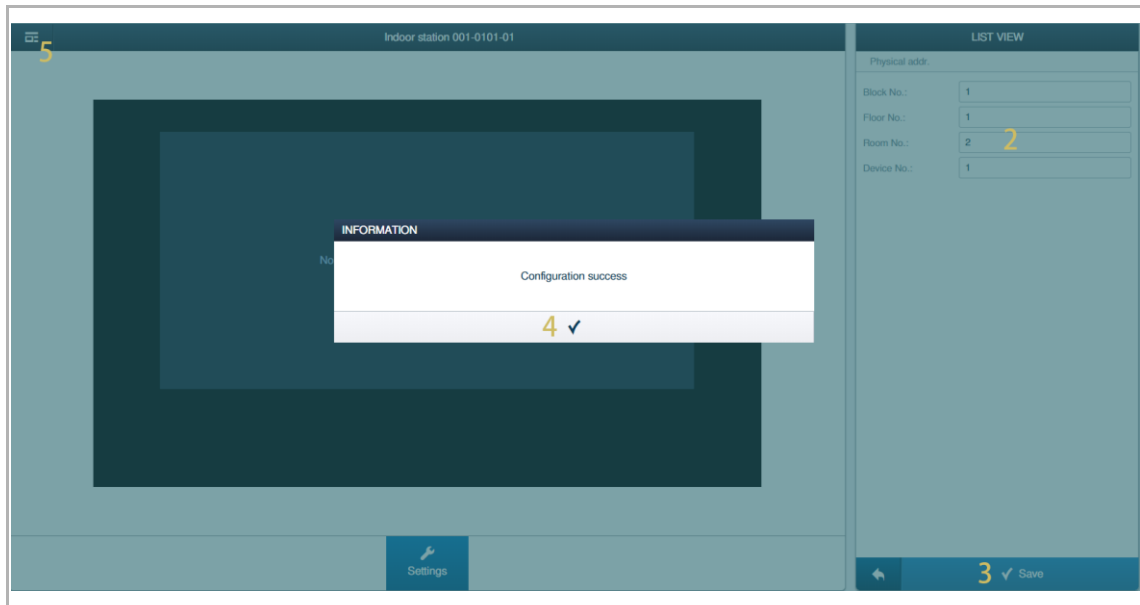 5
Indoor station 001-0101-01
LIST VIEW
Physical addr.
Block No.: 1
Floor No.: 1
Room No.: 2 2
Device No.: 1
INFORMATION
No
Configuration success
4
Settings
3 Save